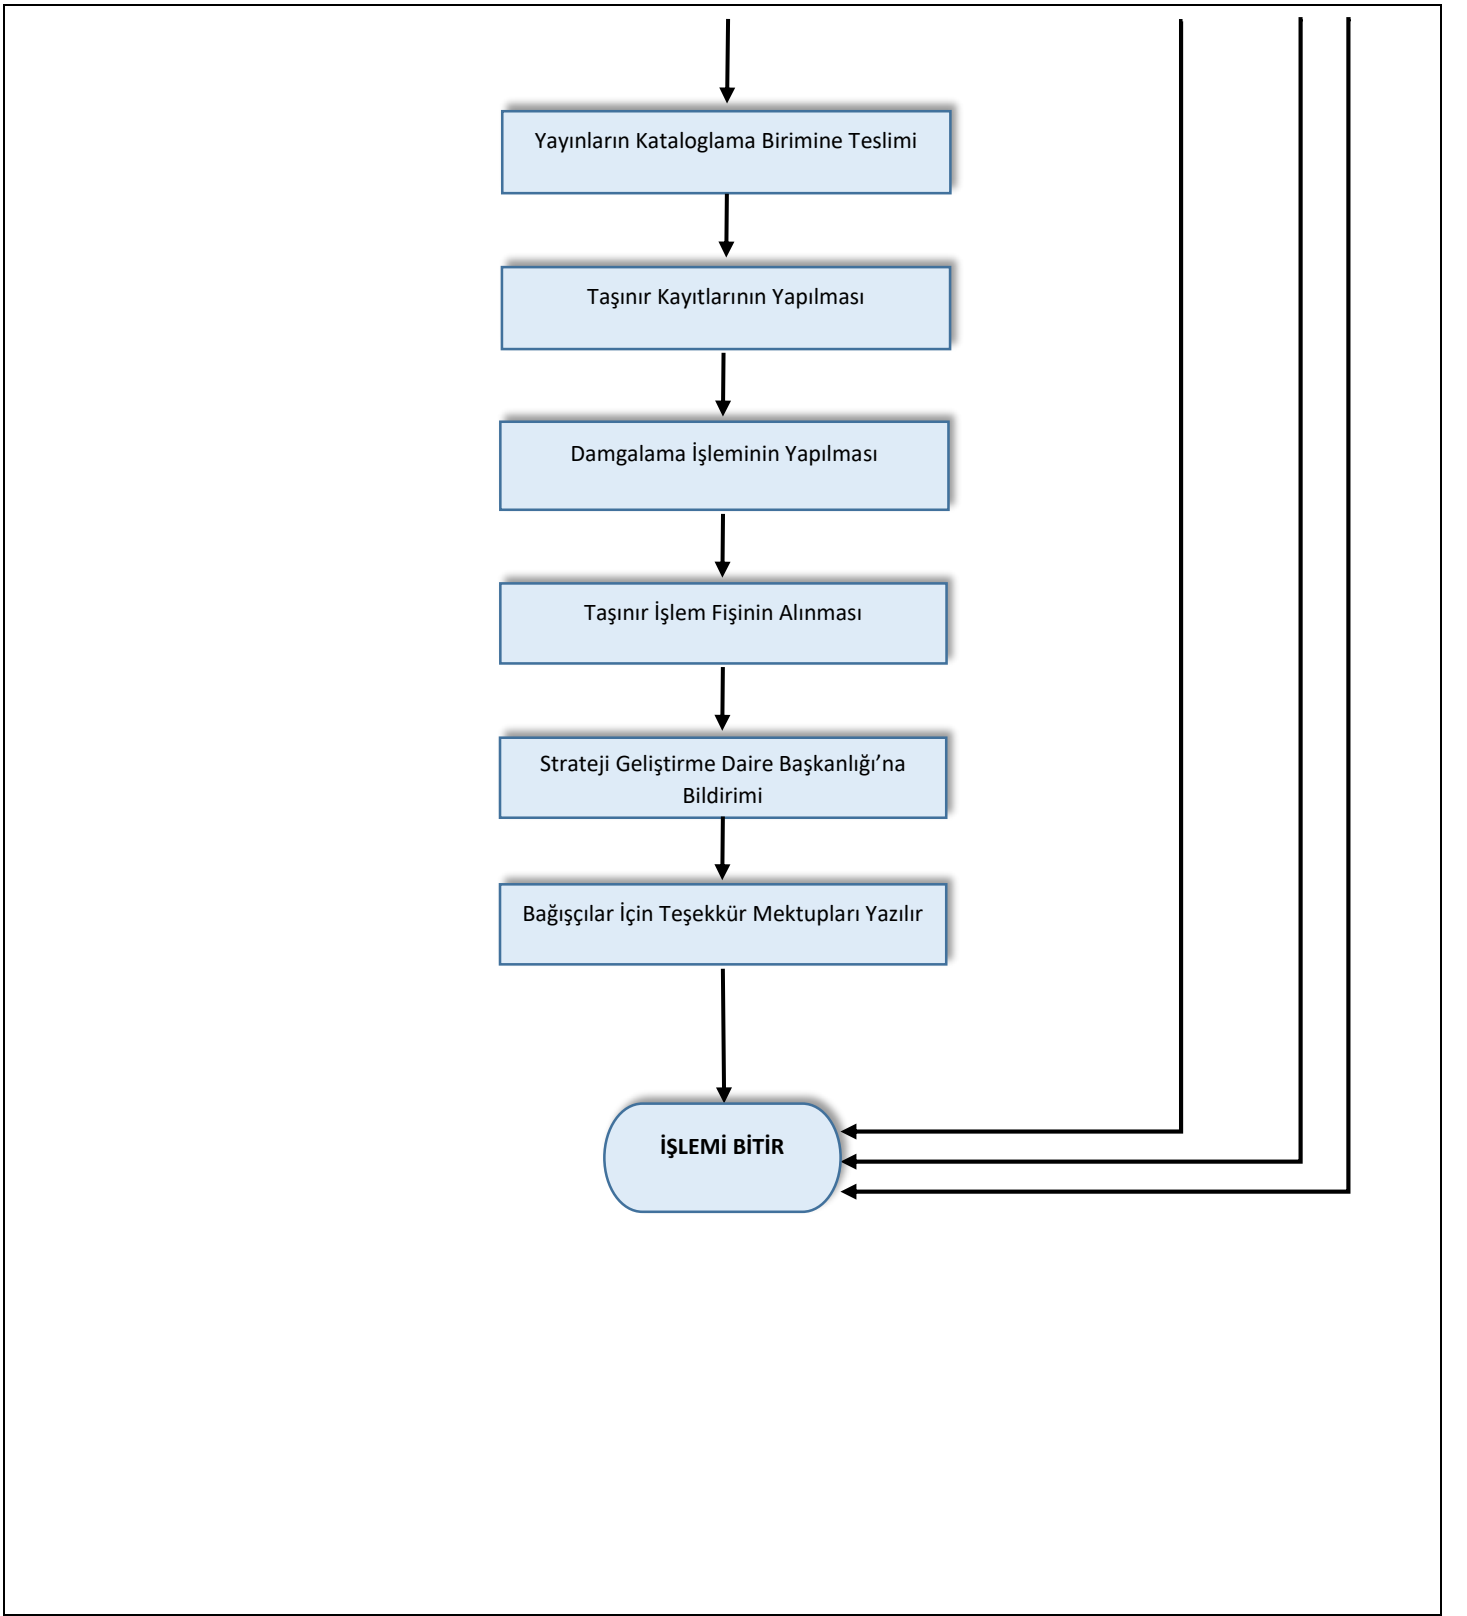 Yayınların Kataloglama Birimine Teslimi
Taşınır Kayıtlarının Yapılması
Damgalama İşleminin Yapılması
Taşınır İşlem Fişinin Alınması
Strateji Geliştirme Daire Başkanlığı’na
Bildirimi
Bağışçılar İçin Teşekkür Mektupları Yazılır
İŞLEMİ BİTİR